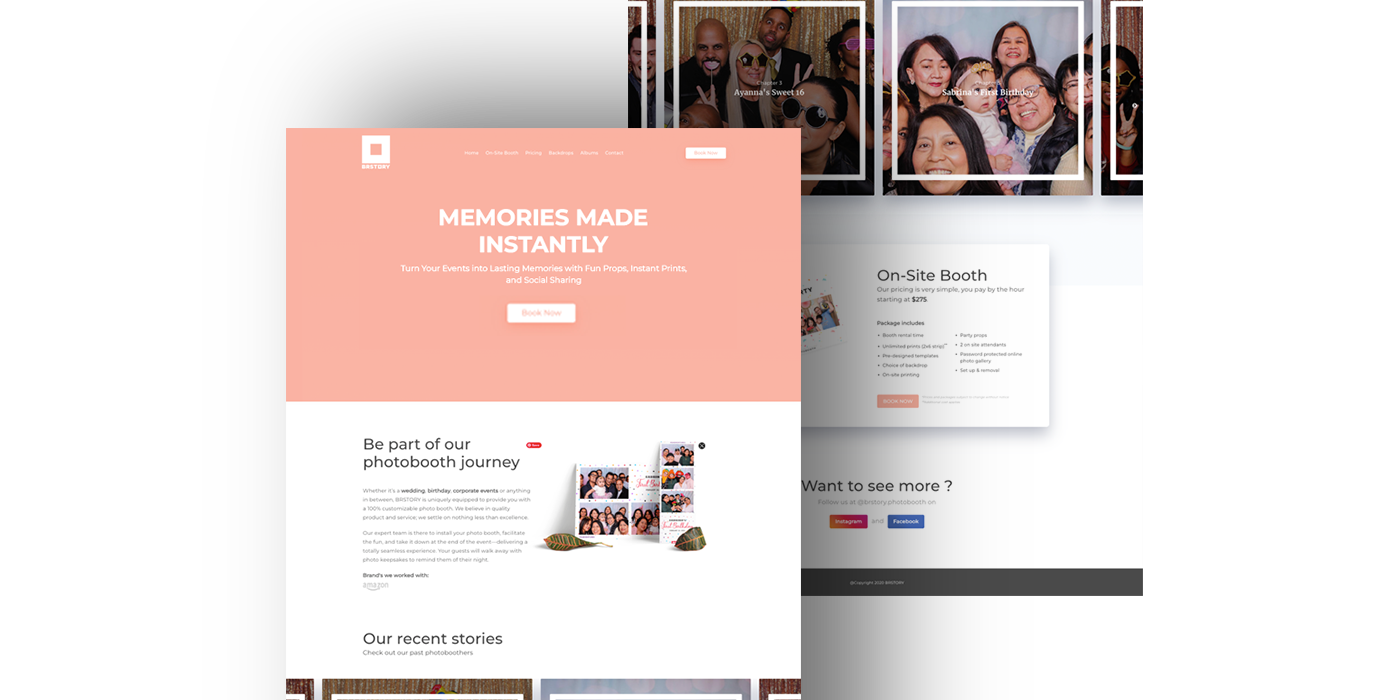 BRSTORY
Home On-Site Booth Pricing Backdrops Albums Contact
Book Now
MEMORIES MADE
INSTANTLY
Turn Your Events into Lasting Memories with Fun Props, Instant Prints,
and Social Sharing
Book Now
Be part of our
photobooth journey
Whether it's a wedding, birthday, corporate events or anything
in between, BRSTORY is uniquely equipped to provide you with
a 100% customizable photo booth. We believe in quality
product and service, we settle on nothing less than excellence.
Our expert team is there to install your photo booth, facilitate
the fun, and take it down at the end of the event—delivering a
totally seamless experience. Your guests will walk away with
photo keepsakes to remind them of their night.
Brand's we worked with:
amazon
Our recent stories
Check out our past photoboothers
Chapter 3
Ayanna's Sweet 16
Sabrina's First Birthday
On-Site Booth
Our pricing is very simple, you pay by the hour
starting at $275.
Package includes
Booth rental time
Unlimited prints (2x6 strip)**
Pre-designed templates
Choice of backdrop
On-site printing
Party props
2 on site attendants
Password protected online
photo gallery
Set up & removal
BOOK NOW
Want to see more ?
Follow us at @brstory.photobooth on
Instagram and Facebook
@Copyright 2020 BRSTORY